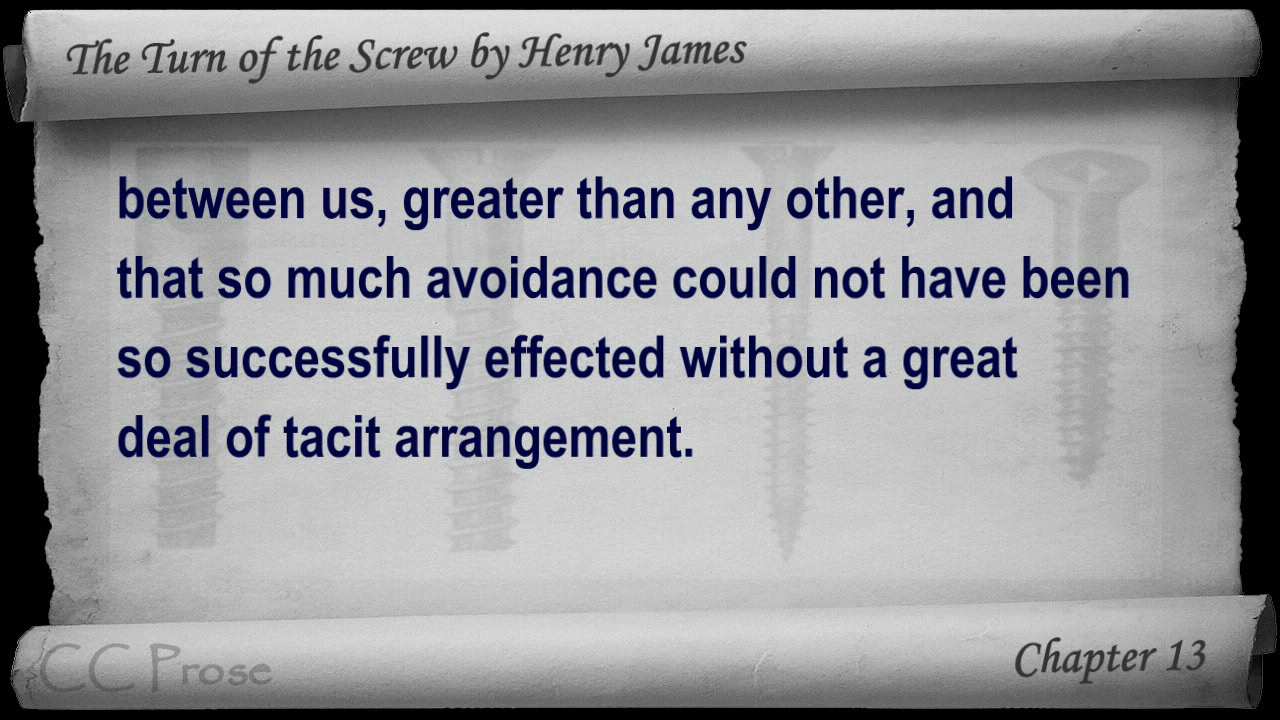 The Turn of the Screw by Henry James
between us, greater than any other, and
that so much avoidance could not have been
so successfully effected without a great
deal of tacit arrangement.
CC Prose
Chapter 13